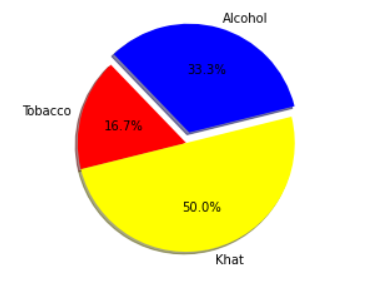 Alcohol
33.3%
Tobacco
16.7%
50.0%
Khat